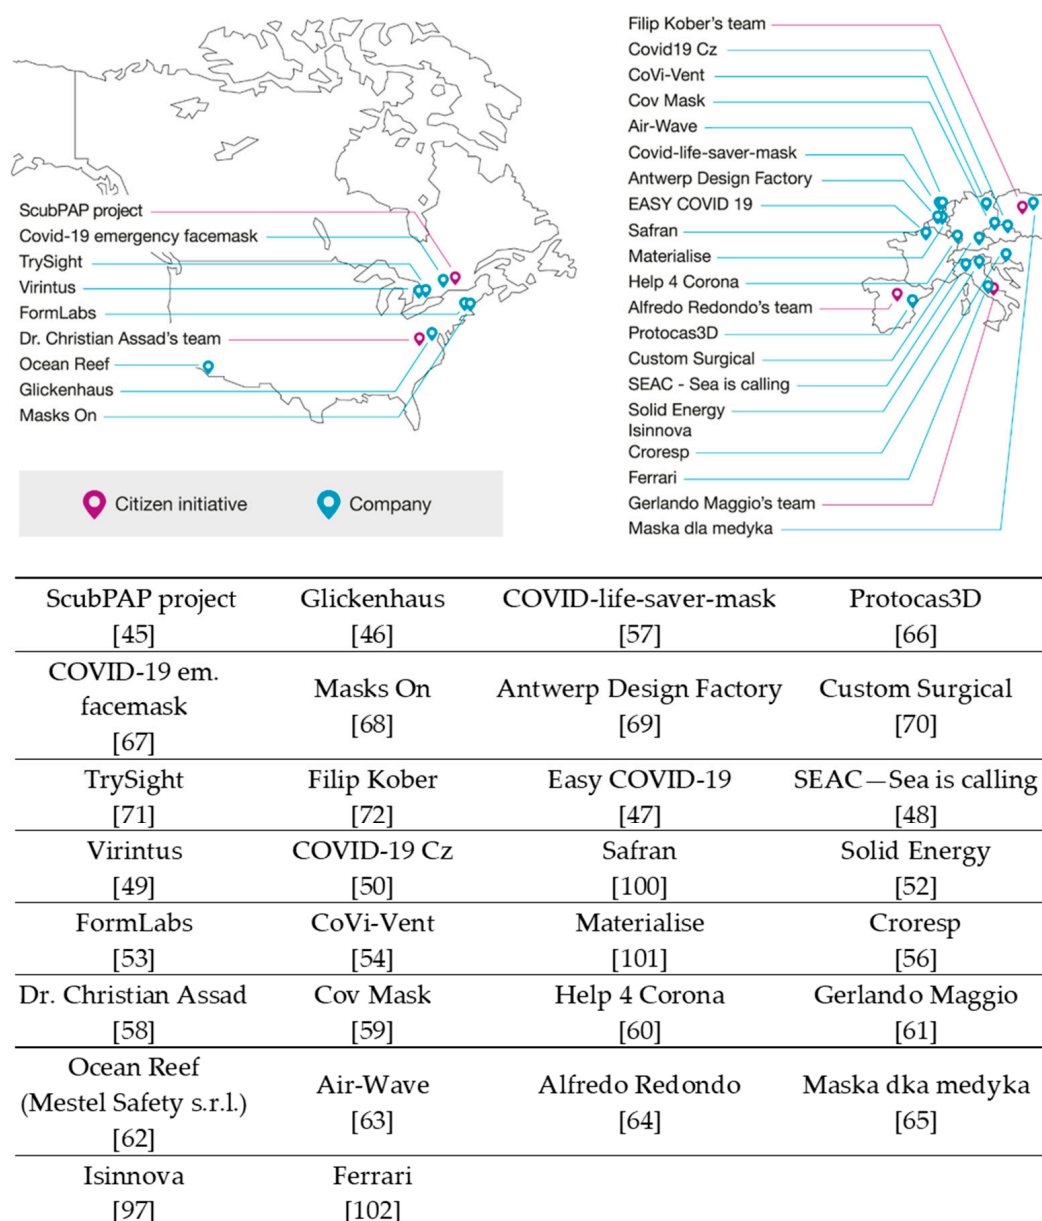 ScubPAP project
Covid-19 emergency facemask
TrySight
Virintus
FormLabs
Dr. Christian Assad's team
Ocean Reef
Glickenhaus
Masks On
Citizen initiative
Company
Filip Kober's team
Covid19 Cz
CoVi-Vent
Cov Mask
Air-Wave
Covid-life-saver-mask
Antwerp Design Factory
EASY COVID 19
Safran
Materialise
Help 4 Corona
Alfredo Redondo's team
Protocas3D
Custom Surgical
SEAC - Sea is calling
Solid Energy
Isinnova
Croresp
Ferrari
Gerlando Maggio's team
Maska dla medyka
ScubPAP project
[45]
Glickenhaus
[46]
COVID-life-saver-mask
[57]
Protocas3D
[66]
COVID-19 em.
facemask
[67]
Masks On
[68]
Antwerp Design Factory
[69]
Custom Surgical
[70]
TrySight
[71]
Filip Kober
[72]
Easy COVID-19
[47]
SEAC—Sea is calling
[48]
Virintus
[49]
COVID-19 Cz
[50]
Safran
[100]
Solid Energy
[52]
FormLabs
[53]
CoVi-Vent
[54]
Materialise
[101]
Croresp
[56]
Dr. Christian Assad
[58]
Cov Mask
[59]
Help 4 Corona
[60]
Gerlando Maggio
[61]
Ocean Reef
(Mestel Safety s.r.l.)
[62]
Air-Wave
[63]
Alfredo Redondo
[64]
Maska dka medyka
[65]
Isinnova
[97]
Ferrari
[102]